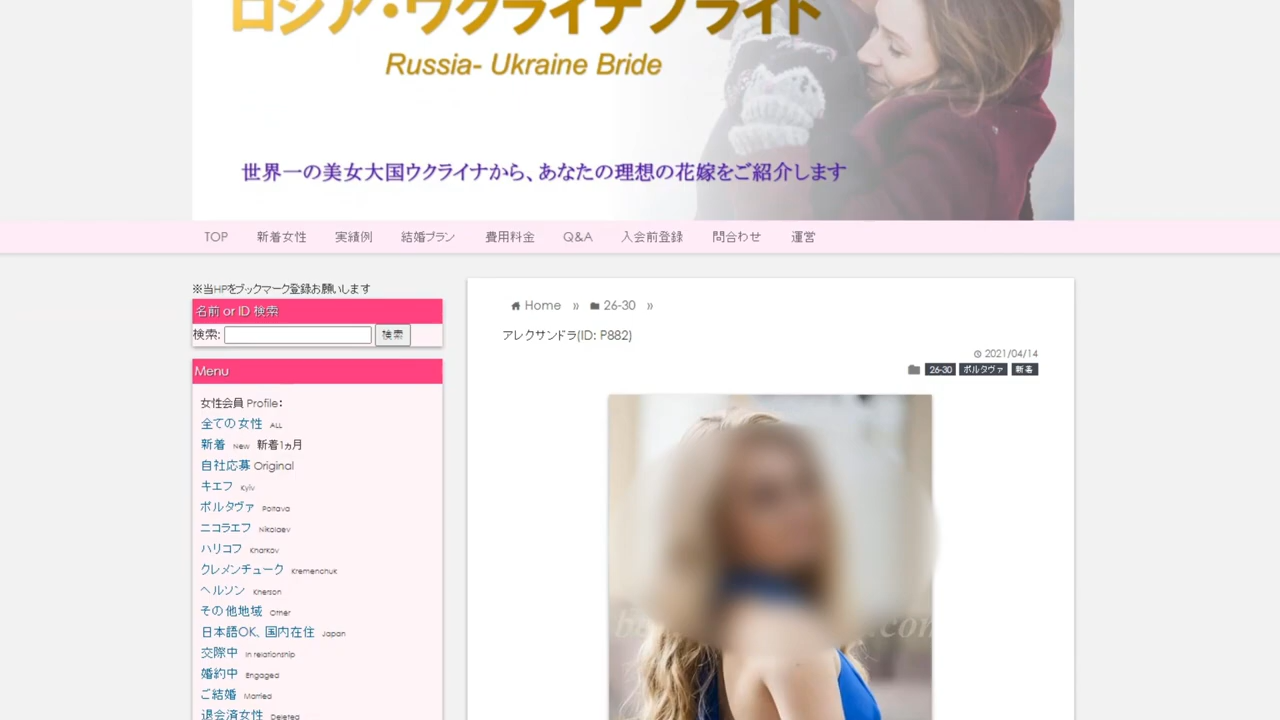 ロシア・ウクライナブライド
Russia- Ukraine Bride
世界一の美女大国ウクライナから、あなたの理想の花嫁をご紹介します
TOP 新着女性 実績例 結婚プラン 費用料金 Q&A 入会前登録 問合わせ 運営
※当HPをブックマーク登録お願いします
名前 or ID 検索
検索: 検索
Menu
女性会員 Profile:
全ての女性 ALL
新着 New 新着1ヵ月
自社応募 Original
キエフ Kyiv
ポルタヴァ Poltava
ニコラエフ Nikolaev
ハリコフ Kharkov
クレメンチューク Kremenchuk
ヘルソン Kherson
その他地域 Other
日本語OK、国内在住 Japan
交際中 In relationship
婚約中 Engaged
ご結婚 Married
退会済女性 Deleted
Home » 26-30 »
アレクサンドラ(ID: P882)
2021/04/14
26-30 ポルタヴァ 新着